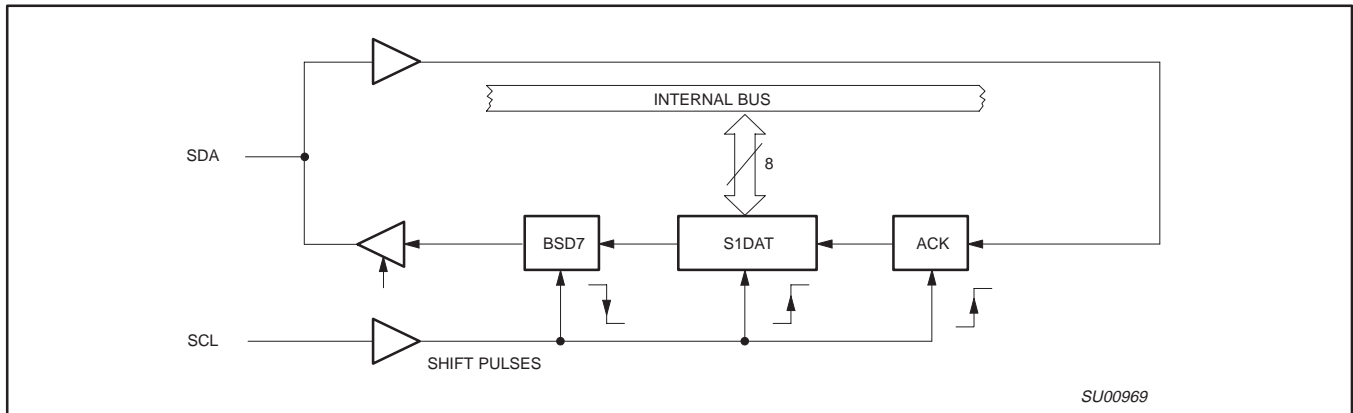 INTERNAL BUS
SDA
8
BSD7
S1DAT
ACK
SCL
SHIFT PULSES
SU00969